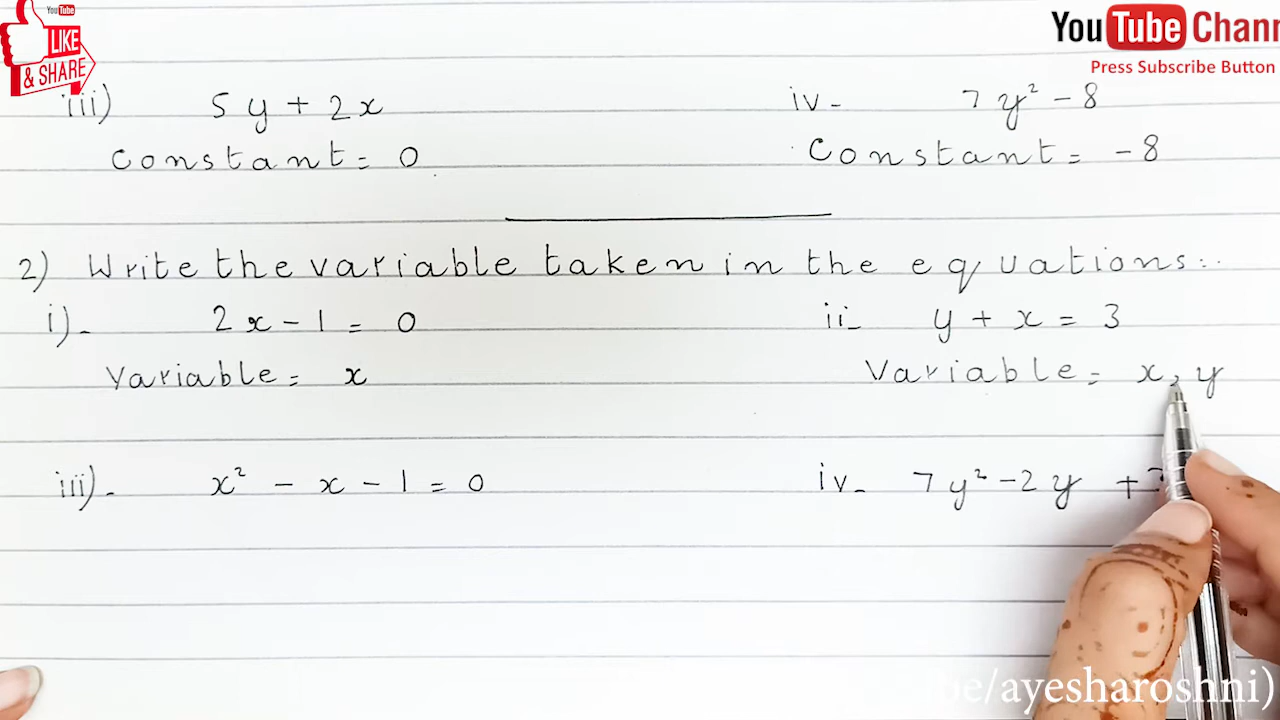 YouTube
LIKE
& SHARE
YouTube Chann
Press Subscribe Button
iii) 5y + 2x iv- 7y² - 8
Constant = 0 Constant = -8
2) Write the variable taken in the equations:.
i)- 2x - 1 = 0 ii- y + x = 3
Variable = x Variable = x, y
iii)- x² - x - 1 = 0 iv- 7y² - 2y +
be/ayesharoshni)